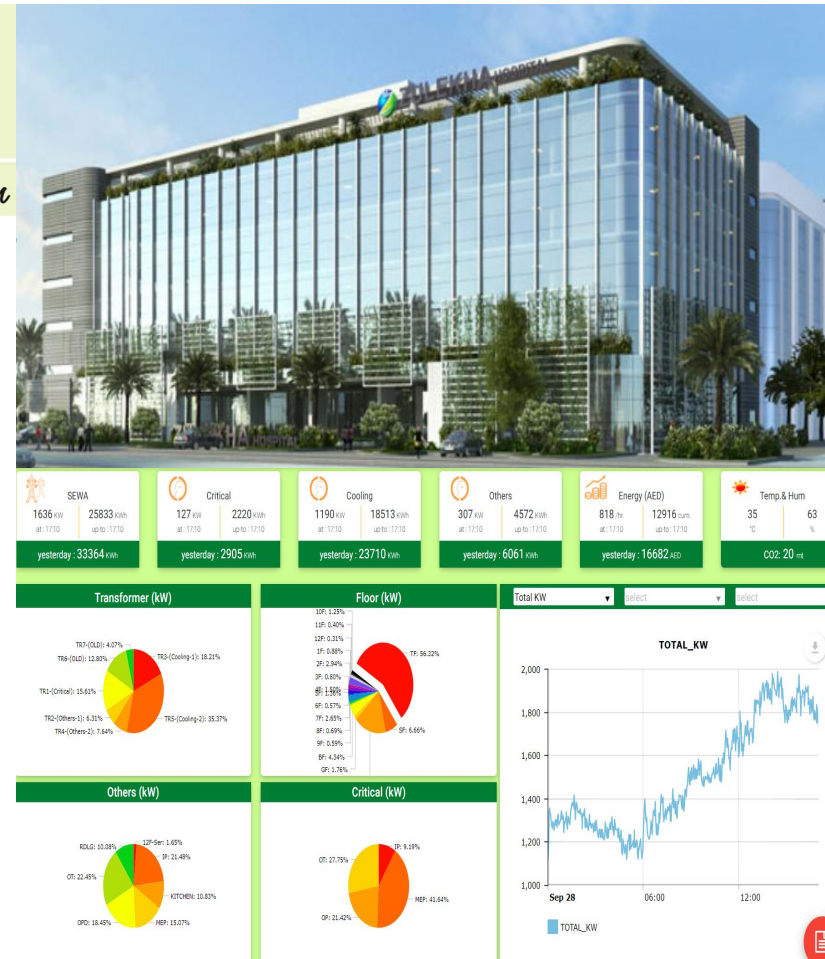 ZULEKHA HOSPITAL
HOSPITAL
SEWA
1636 KW 25833 KWh
at : 17:10 up to : 17:10
yesterday : 33364 KWh
Critical
127 KW 2220 KWh
at : 17:10 up to : 17:10
yesterday : 2905 KWh
Cooling
1190 KW 18513 KWh
at : 17:10 up to : 17:10
yesterday : 23710 KWh
Others
307 KW 4572 KWh
at : 17:10 up to : 17:10
yesterday : 6061 KWh
Energy (AED)
818 /hr. 12916 cum.
at : 17:10 up to : 17:10
yesterday : 16682 AED
Temp.& Hum
35 63
°C %
CO2: 20 mt
Transformer (kW)
TR7-(OLD): 4.07%
TR6-(OLD): 12.80%
TR3-(Cooling-1): 18.21%
TR1-(Critical): 15.61%
TR2-(Others-1): 6.31%
TR5-(Cooling-2): 35.37%
TR4-(Others-2): 7.64%
Floor (kW)
10F: 1.25%
11F: 0.40%
12F: 0.31%
1F: 0.88%
2F: 2.94%
3F: 0.80%
6F: 0.57%
7F: 2.65%
8F: 0.69%
9F: 0.59%
BF: 4.34%
GF: 1.76%
TF: 56.32%
SF: 6.66%
Total KW select select
TOTAL_KW
2,000
1,800
1,600
1,400
1,200
1,000
Sep 28 06:00 12:00
TOTAL_KW
Others (kW)
RDLG: 10.08%
12F-Ser: 1.65%
IP: 21.48%
OT: 22.45%
KITCHEN: 10.83%
OPD: 18.45%
MEP: 15.07%
Critical (kW)
IP: 9.19%
OT: 27.75%
MEP: 41.64%
OP: 21.42%